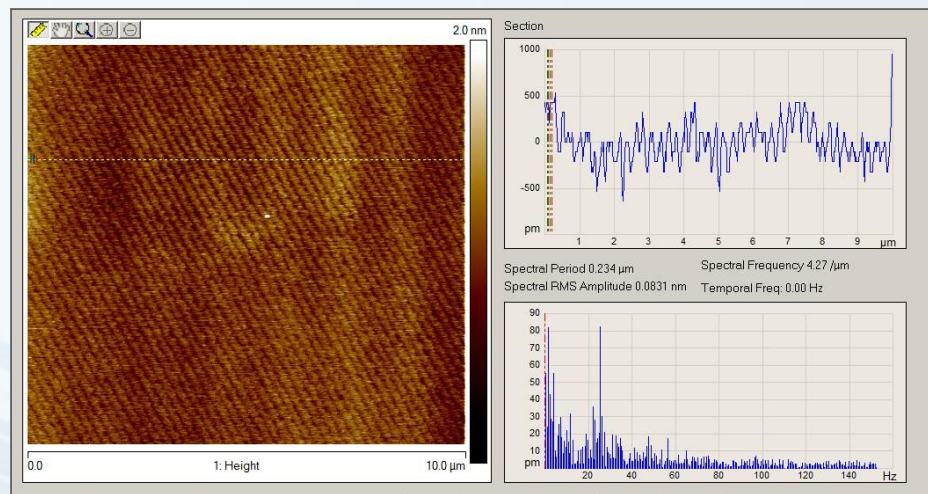 2.0 nm
0.0
1: Height
10.0 µm
Section
1000
500
0
-500
pm
1 2 3 4 5 6 7 8 9 µm
Spectral Period 0.234 µm
Spectral Frequency 4.27 /µm
Spectral RMS Amplitude 0.0831 nm
Temporal Freq: 0.00 Hz
90
80
70
60
50
40
30
20
10
pm
20 40 60 80 100 120 140 Hz